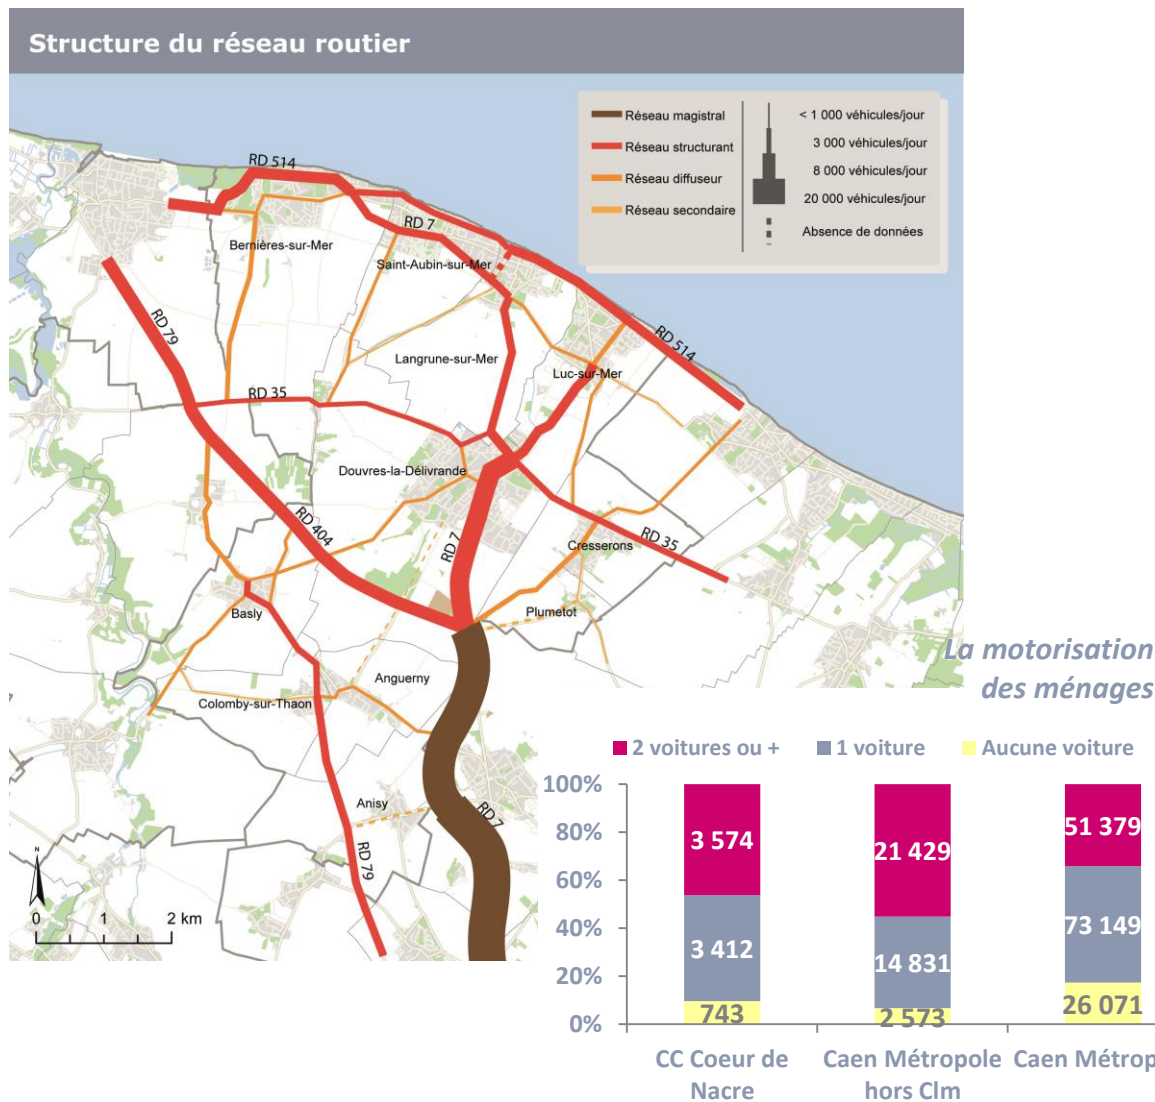 Structure du réseau routier
Réseau magistral
Réseau structurant
Réseau diffuseur
Réseau secondaire
< 1 000 véhicules/jour
3 000 véhicules/jour
8 000 véhicules/jour
20 000 véhicules/jour
Absence de données
RD 514
RD 7
Bernières-sur-Mer
Saint-Aubin-sur-Mer
RD 79
RD 514
Langrune-sur-Mer
Luc-sur-Mer
RD 35
Douvres-la-Délivrande
RD 404
RD 7
RD 35
Cresserons
Basly
Plumetot
Anguerny
Colomby-sur-Thaon
Anisy
RD 7
RD 79
N
0 1 2 km
La motorisation
des ménages
2 voitures ou + 1 voiture Aucune voiture
100%
80%
60%
40%
20%
0%
3 574
3 412
743
21 429
14 831
2 573
51 379
73 149
26 071
CC Coeur de
Nacre
Caen Métropole
hors Clm
Caen Métrop